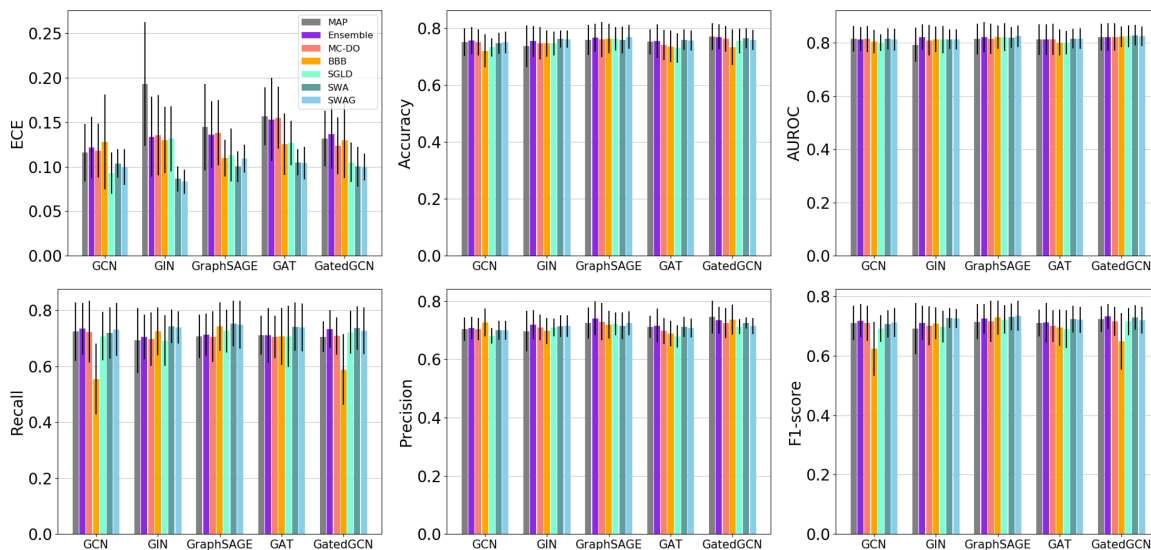 ECE
0.25
0.20
0.15
0.10
0.05
0.00
MAP
Ensemble
MC-DO
BBB
SGLD
SWA
SWAG
GCN GIN GraphSAGE GAT GatedGCN
Accuracy
0.8
0.6
0.4
0.2
0.0
GCN GIN GraphSAGE GAT GatedGCN
AUROC
0.8
0.6
0.4
0.2
0.0
GCN GIN GraphSAGE GAT GatedGCN
Recall
0.8
0.6
0.4
0.2
0.0
GCN GIN GraphSAGE GAT GatedGCN
Precision
0.8
0.6
0.4
0.2
0.0
GCN GIN GraphSAGE GAT GatedGCN
F1-score
0.8
0.6
0.4
0.2
0.0
GCN GIN GraphSAGE GAT GatedGCN